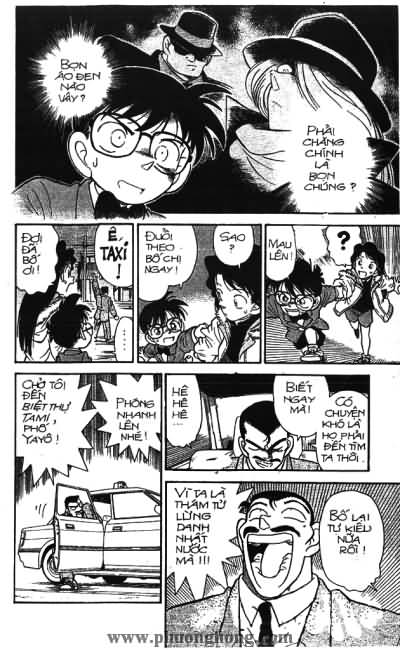 PHẢI
CHĂNG
CHÍNH
LÀ
BỌN
CHÚNG ?
BỌN
ÁO ĐEN
NÀO
VẬY ?
?
MAU
LÊN !
SAO ?
ĐUỔI
THEO
BỐ CHỊ
NGAY !
Ê,
TAXI
!
.....
ĐỢI
ĐÃ
BỐ
ƠI !
PHÓNG
NHANH
LÊN
NHÉ !
CHỞ TÔI
ĐẾN
BIỆT THỰ
TAMI,
PHỐ
YAYÔ !
BIẾT
NGAY
MÀ !
CÓ
CHUYỆN
KHÓ LÀ
HỌ PHẢI
ĐẾN TÌM
TA THÔI.
HÊ
HÊ
HÊ
...
BỐ LẠI
TỰ KIÊU
NỮA
RỒI !
VÌ TA LÀ
THÁM TỬ
LỪNG
DANH
NHẤT
NƯỚC
MÀ !!!
www.phuonghong.com